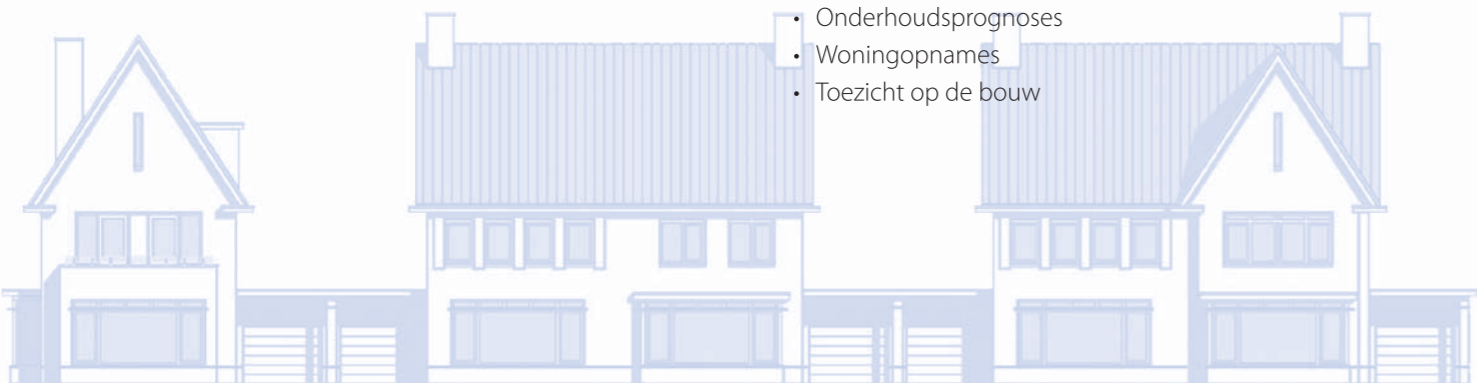 • Onderhoudsprognoses
• Woningopnames
• Toezicht op de bouw